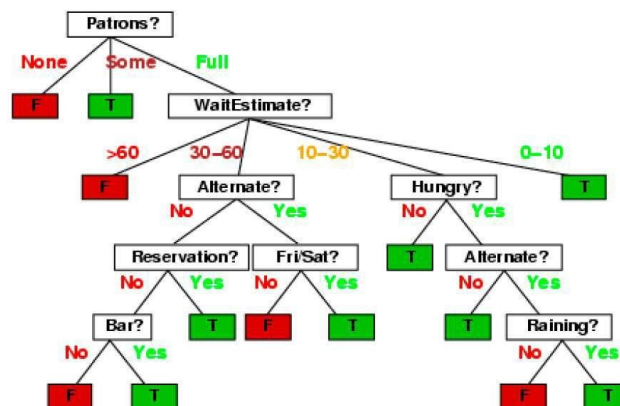 Patrons?
None Some Full
F T WaitEstimate?
>60 30–60 10–30 0–10
F Alternate? Hungry? T
No Yes No Yes
Reservation? Fri/Sat? T Alternate?
No Yes No Yes No Yes
Bar? T F T T Raining?
No Yes No Yes
F T F T